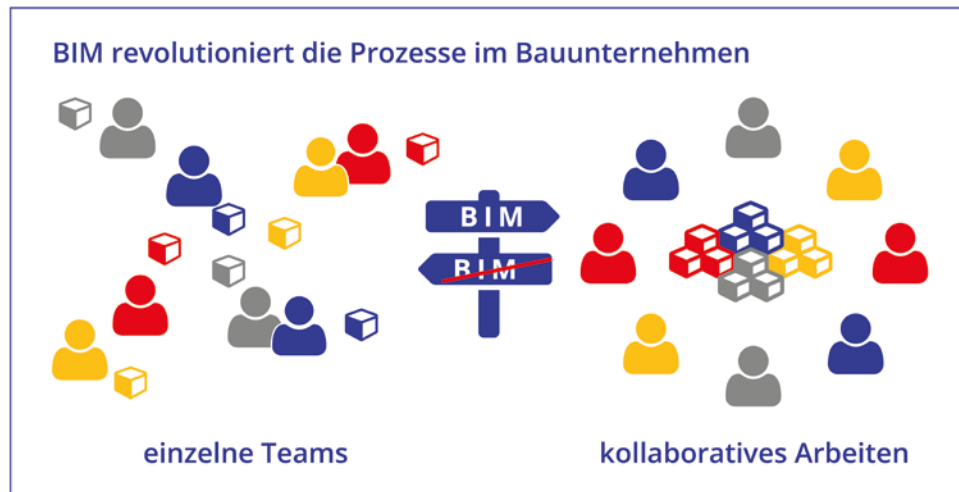 BIM revolutioniert die Prozesse im Bauunternehmen
BIM
BIM
einzelne Teams
kollaboratives Arbeiten